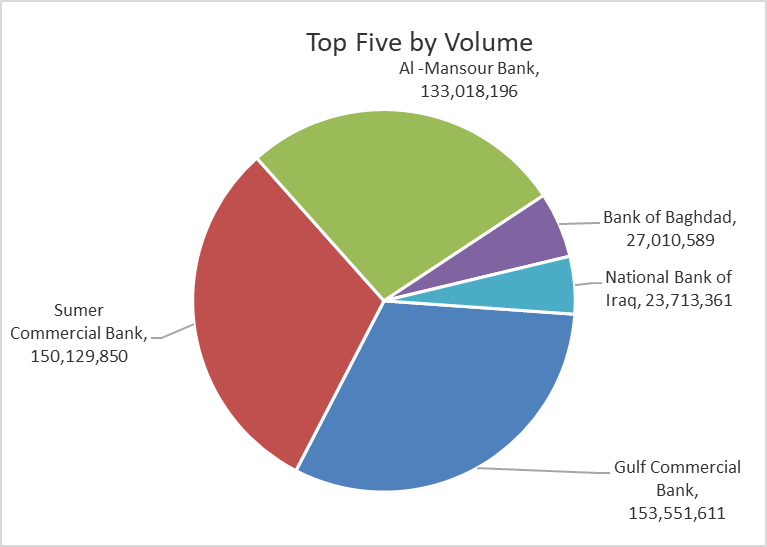 Top Five by Volume
Al -Mansour Bank,
133,018,196
Bank of Baghdad,
27,010,589
National Bank of
Iraq, 23,713,361
Sumer
Commercial Bank,
150,129,850
Gulf Commercial
Bank,
153,551,611